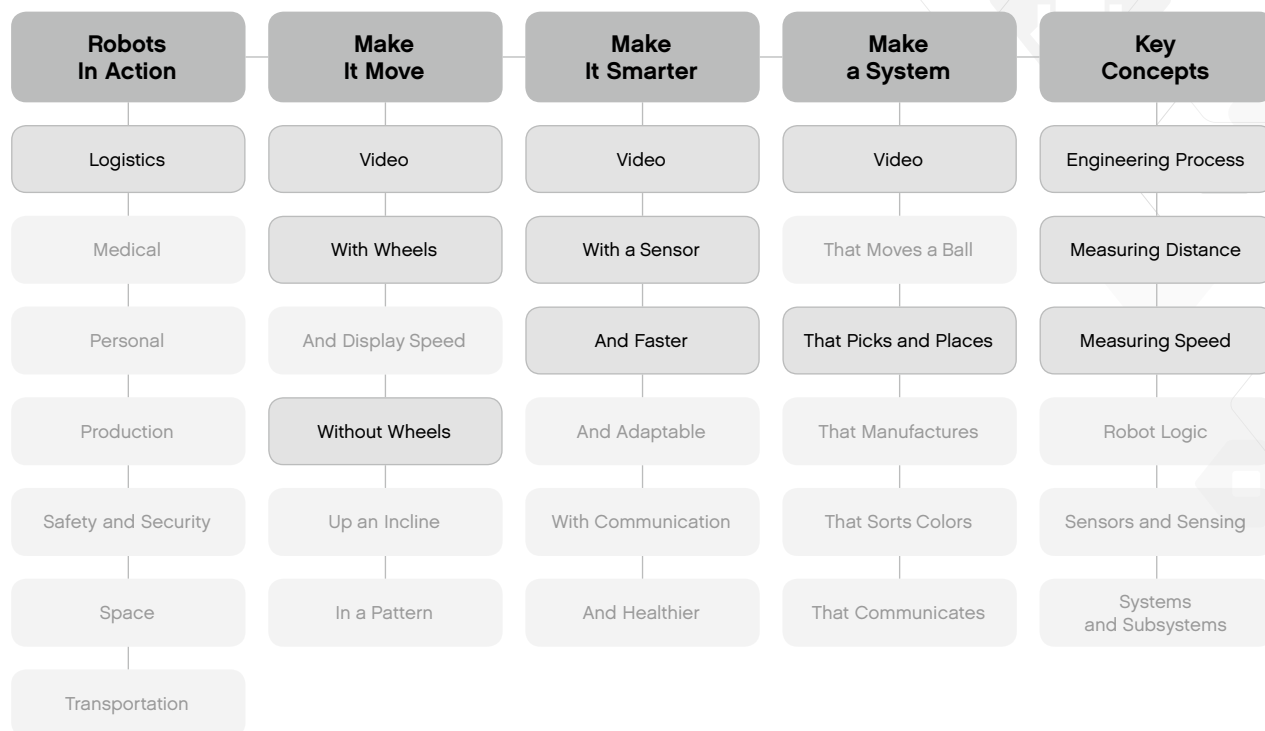 Robots
In Action
Logistics
Medical
Personal
Production
Safety and Security
Space
Transportation
Make
It Move
Video
With Wheels
And Display Speed
Without Wheels
Up an Incline
In a Pattern
Make
It Smarter
Video
With a Sensor
And Faster
And Adaptable
With Communication
And Healthier
Make
a System
Video
That Moves a Ball
That Picks and Places
That Manufactures
That Sorts Colors
That Communicates
Key
Concepts
Engineering Process
Measuring Distance
Measuring Speed
Robot Logic
Sensors and Sensing
Systems
and Subsystems